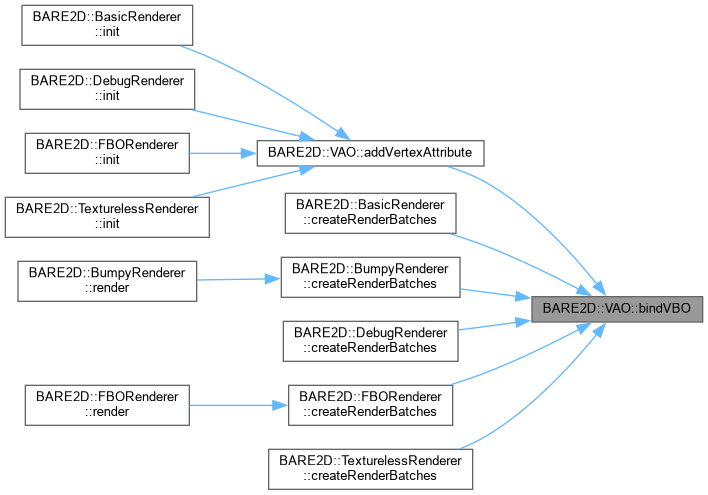 BARE2D::BasicRenderer
::init
BARE2D::DebugRenderer
::init
BARE2D::FBORenderer
::init
BARE2D::TexturelessRenderer
::init
BARE2D::BumpyRenderer
::render
BARE2D::FBORenderer
::render
BARE2D::VAO::addVertexAttribute
BARE2D::BasicRenderer
::createRenderBatches
BARE2D::BumpyRenderer
::createRenderBatches
BARE2D::DebugRenderer
::createRenderBatches
BARE2D::FBORenderer
::createRenderBatches
BARE2D::TexturelessRenderer
::createRenderBatches
BARE2D::VAO::bindVBO